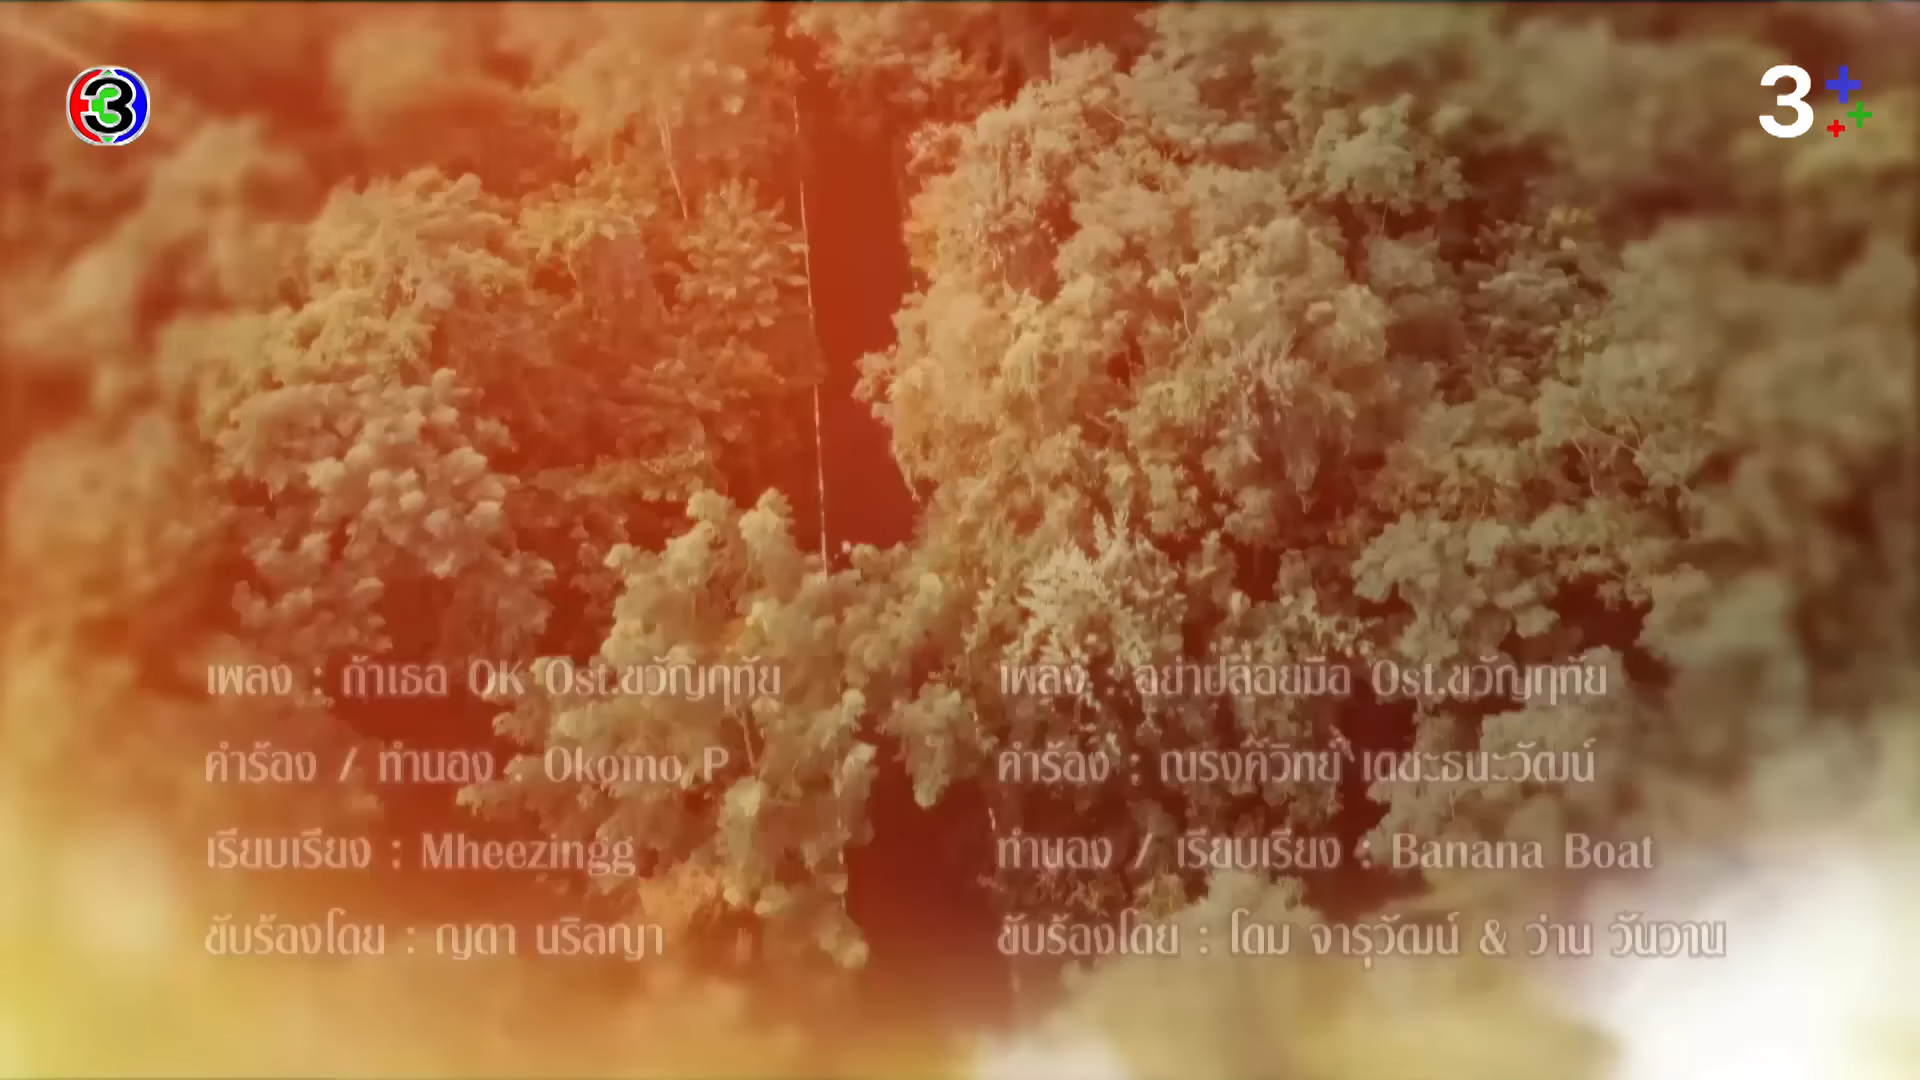 3
3
เพลง : ถ้าเธอ OK Ost.ขวัญฤทัย
คำร้อง / ทำนอง : Okomo P
เรียบเรียง : Mheezingg
ขับร้องโดย : ญดา นริลญา
เพลง : อย่าปล่อยมือ Ost.ขวัญฤทัย
คำร้อง : ณรงค์วิทย์ เตชะธนะวัฒน์
ทำนอง / เรียบเรียง : Banana Boat
ขับร้องโดย : โดม จารุวัฒน์ & ว่าน วันวาน